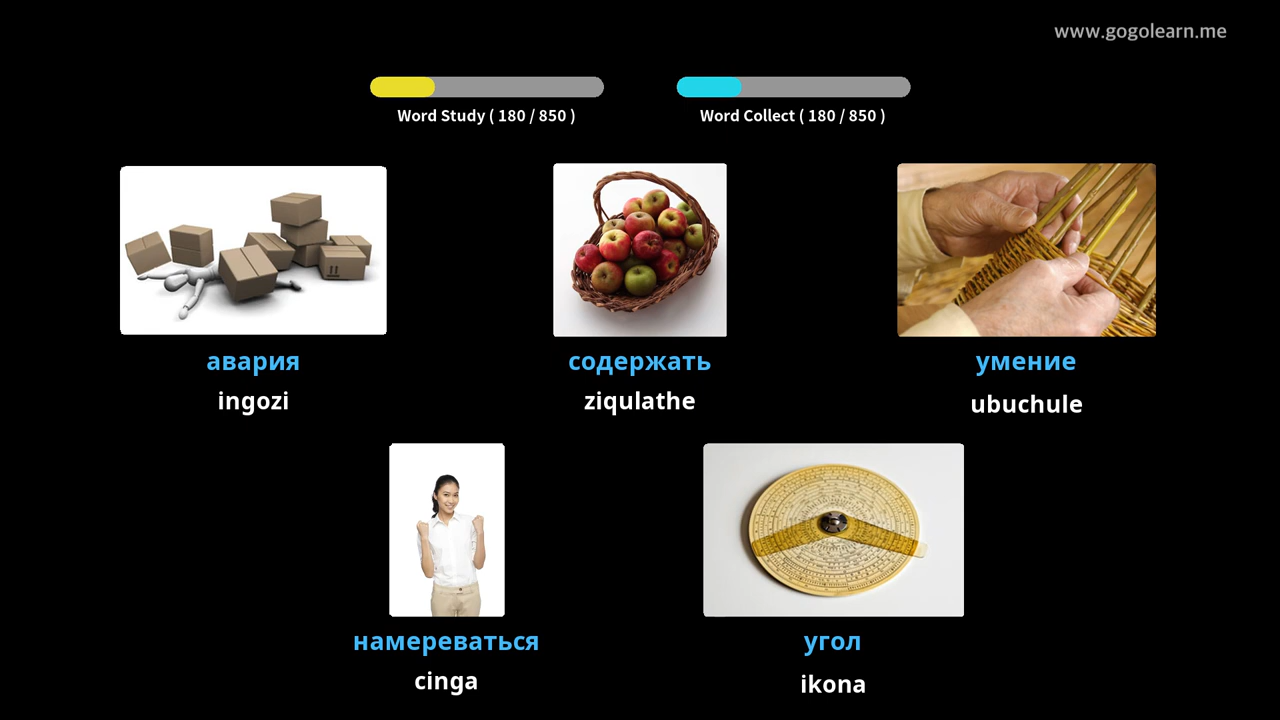 www.gogolearn.me
Word Study ( 180 / 850 )
Word Collect ( 180 / 850 )
авария
ingozi
содержать
ziqulathe
умение
ubuchule
намереваться
cinga
угол
ikona